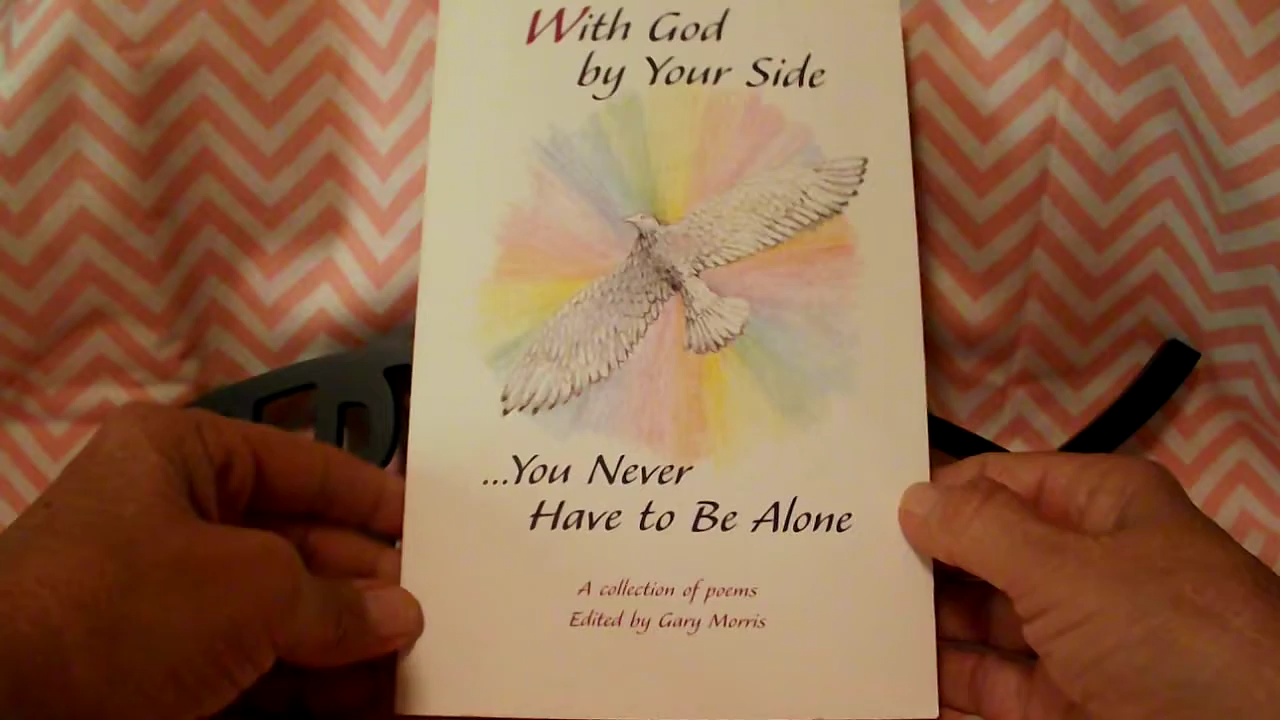 With God
by Your Side
...You Never
Have to Be Alone
A collection of poems
Edited by Gary Morris